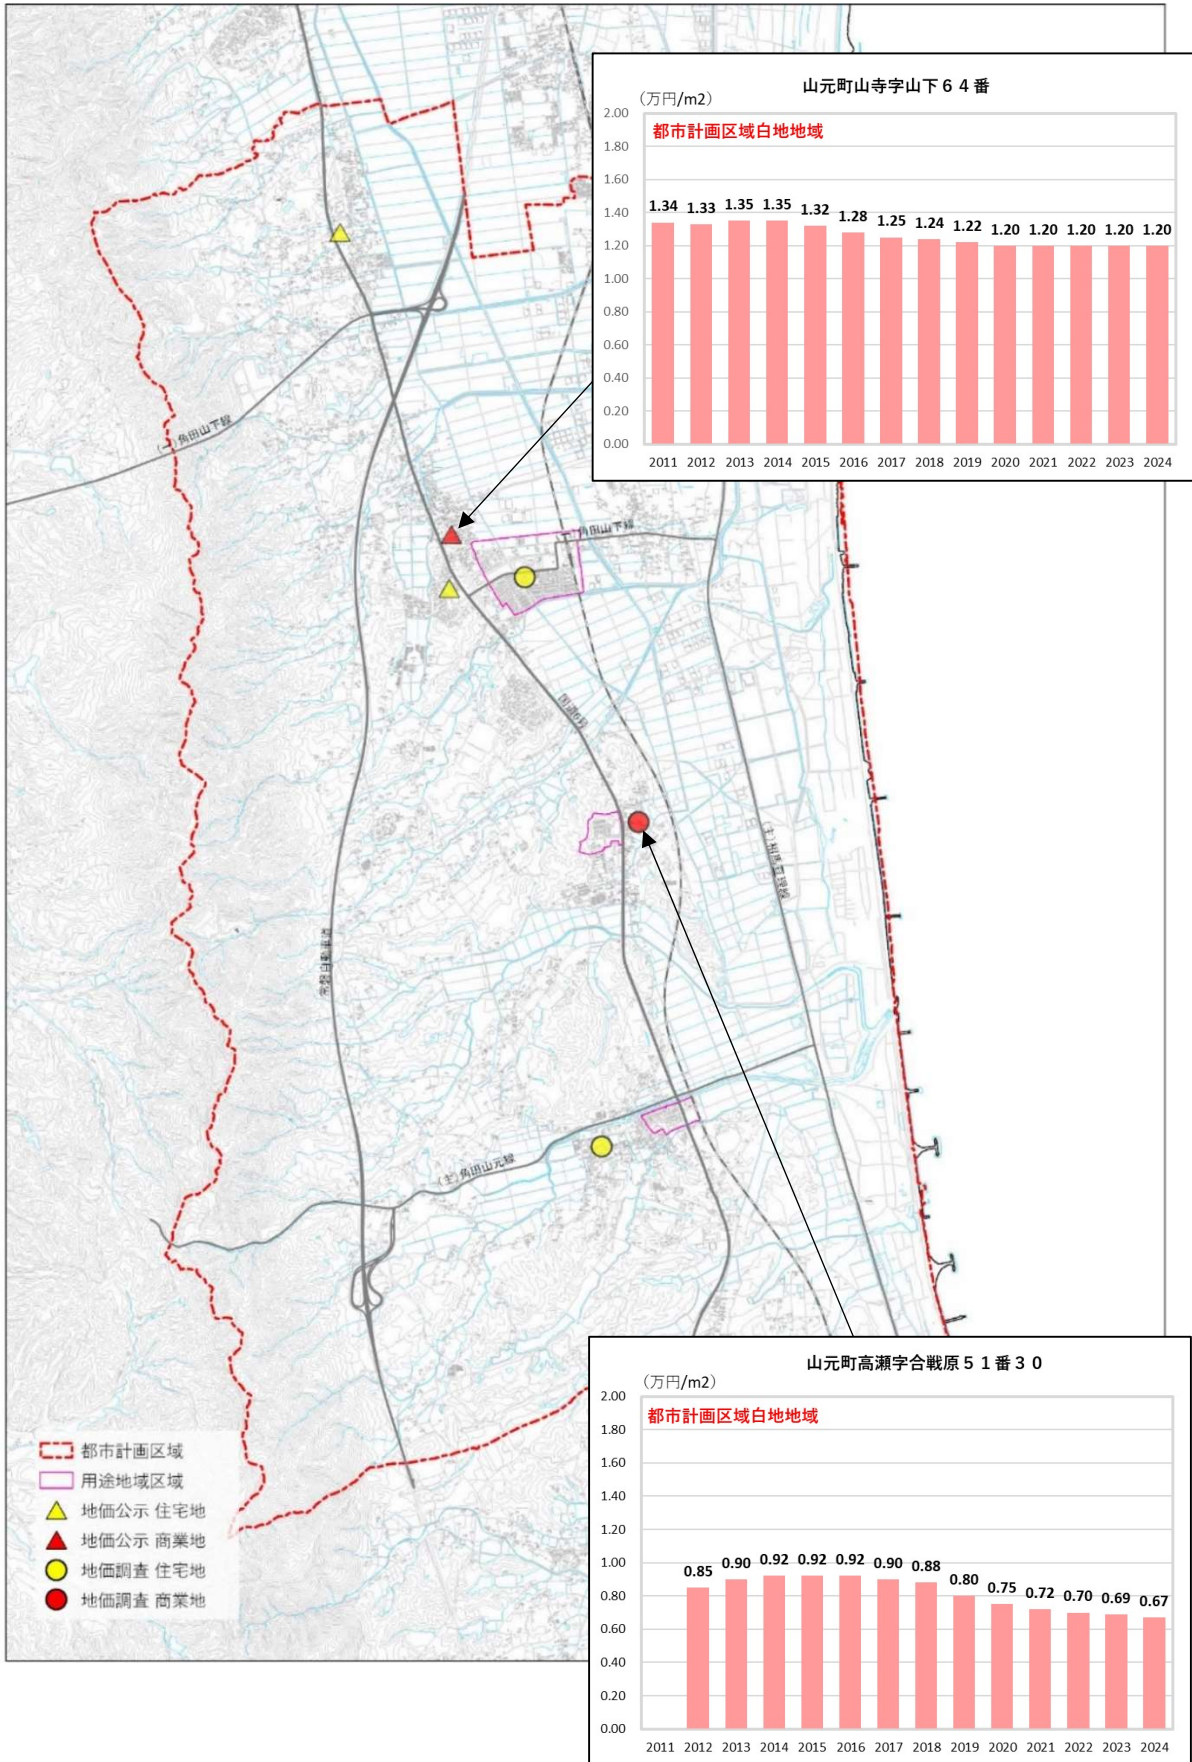 山元町山寺字山下６４番
（万円/m2）
都市計画区域白地地域
2.00
1.80
1.60
1.40
1.20
1.00
0.80
0.60
0.40
0.20
0.00
1.34 1.33 1.35 1.35 1.32 1.28 1.25 1.24 1.22 1.20 1.20 1.20 1.20 1.20
2011 2012 2013 2014 2015 2016 2017 2018 2019 2020 2021 2022 2023 2024
(一)角田山下線
(一)角田山下線
国道6号
(主)相馬亘理線
常磐自動車道
(主)角田山元線
山元町高瀬字合戦原５１番３０
（万円/m2）
都市計画区域白地地域
2.00
1.80
1.60
1.40
1.20
1.00
0.80
0.60
0.40
0.20
0.00
0.85 0.90 0.92 0.92 0.92 0.90 0.88 0.80 0.75 0.72 0.70 0.69 0.67
2011 2012 2013 2014 2015 2016 2017 2018 2019 2020 2021 2022 2023 2024
都市計画区域
用途地域区域
地価公示 住宅地
地価公示 商業地
地価調査 住宅地
地価調査 商業地